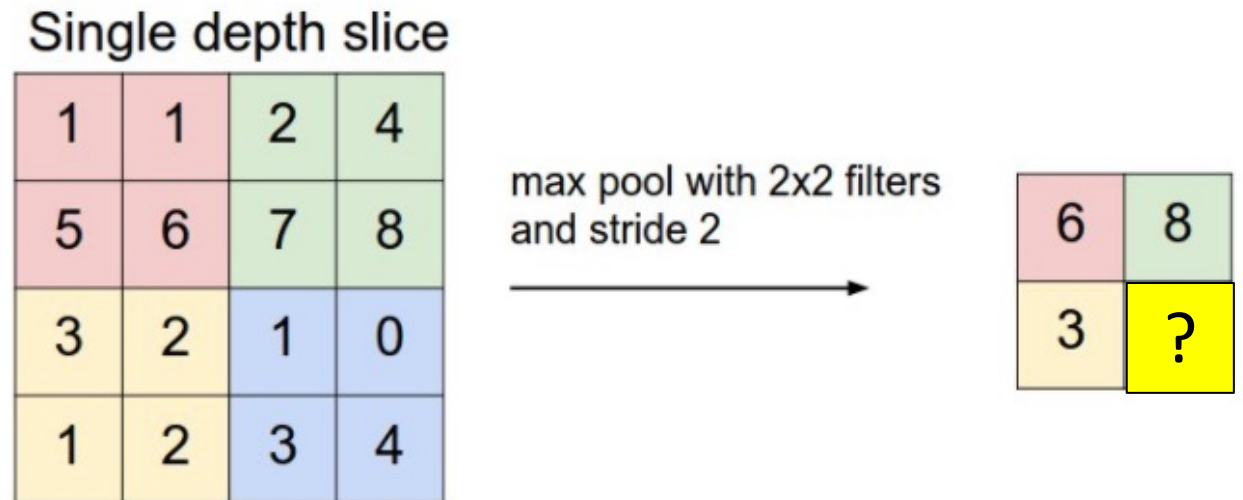 Single depth slice
1 1 2 4
5 6 7 8
3 2 1 0
1 2 3 4
max pool with 2x2 filters
and stride 2
6 8
3 ?